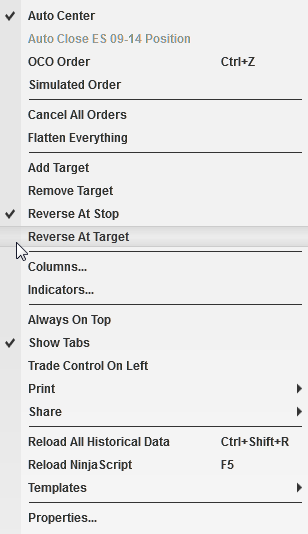 Auto Center
Auto Close ES 09-14 Position
OCO Order Ctrl+Z
Simulated Order
Cancel All Orders
Flatten Everything
Add Target
Remove Target
Reverse At Stop
Reverse At Target
Columns...
Indicators...
Always On Top
Show Tabs
Trade Control On Left
Print
Share
Reload All Historical Data Ctrl+Shift+R
Reload NinjaScript F5
Templates
Properties...